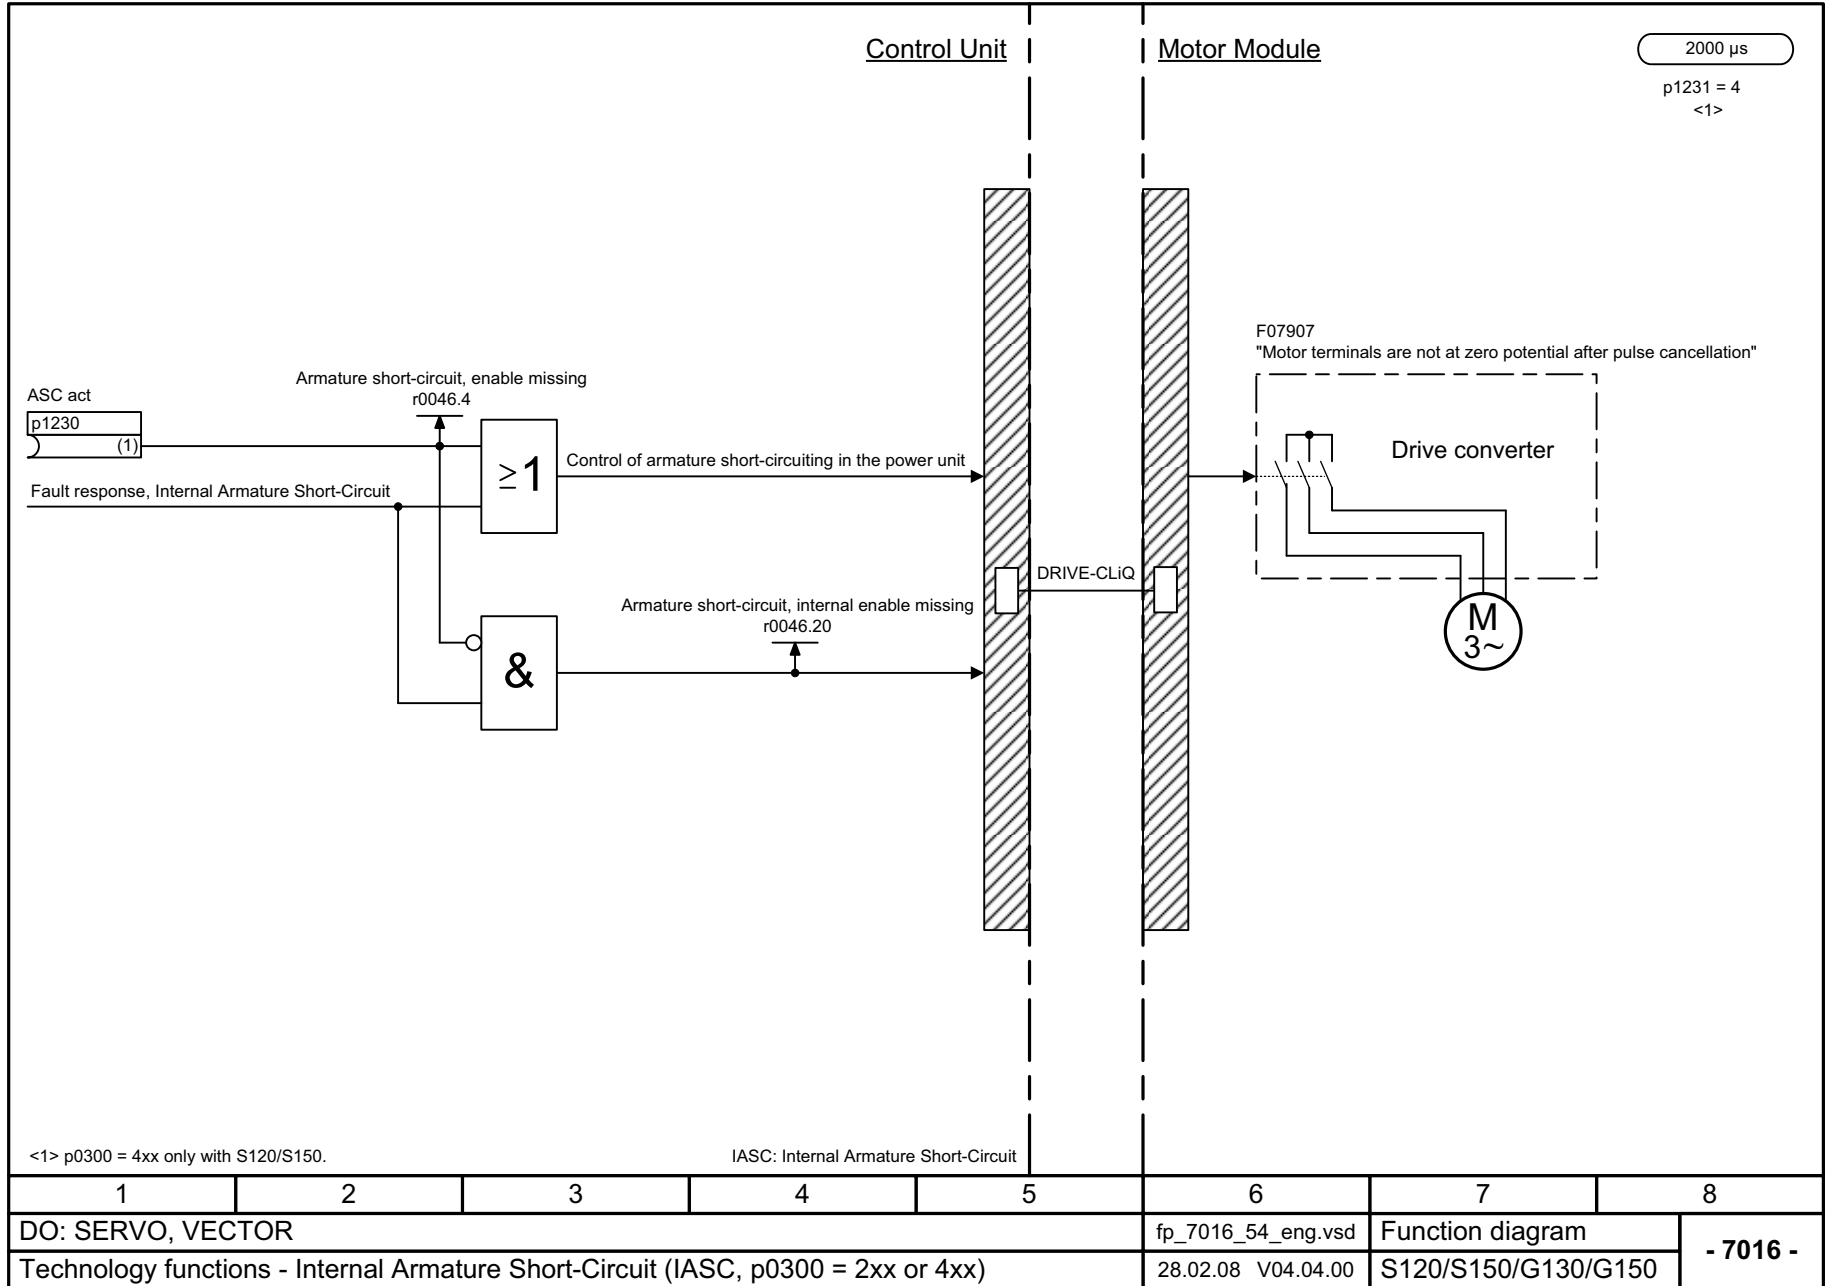 Control Unit
Motor Module
2000 µs
p1231 = 4
<1>
F07907
"Motor terminals are not at zero potential after pulse cancellation"
Armature short-circuit, enable missing
r0046.4
ASC act
p1230
(1)
≥1
Control of armature short-circuiting in the power unit
Drive converter
Fault response, Internal Armature Short-Circuit
DRIVE-CLiQ
Armature short-circuit, internal enable missing
r0046.20
M
3~
&
<1> p0300 = 4xx only with S120/S150.
IASC: Internal Armature Short-Circuit
1 2 3 4 5 6 7 8
DO: SERVO, VECTOR
fp_7016_54_eng.vsd
Function diagram
- 7016 -
Technology functions - Internal Armature Short-Circuit (IASC, p0300 = 2xx or 4xx)
28.02.08 V04.04.00
S120/S150/G130/G150